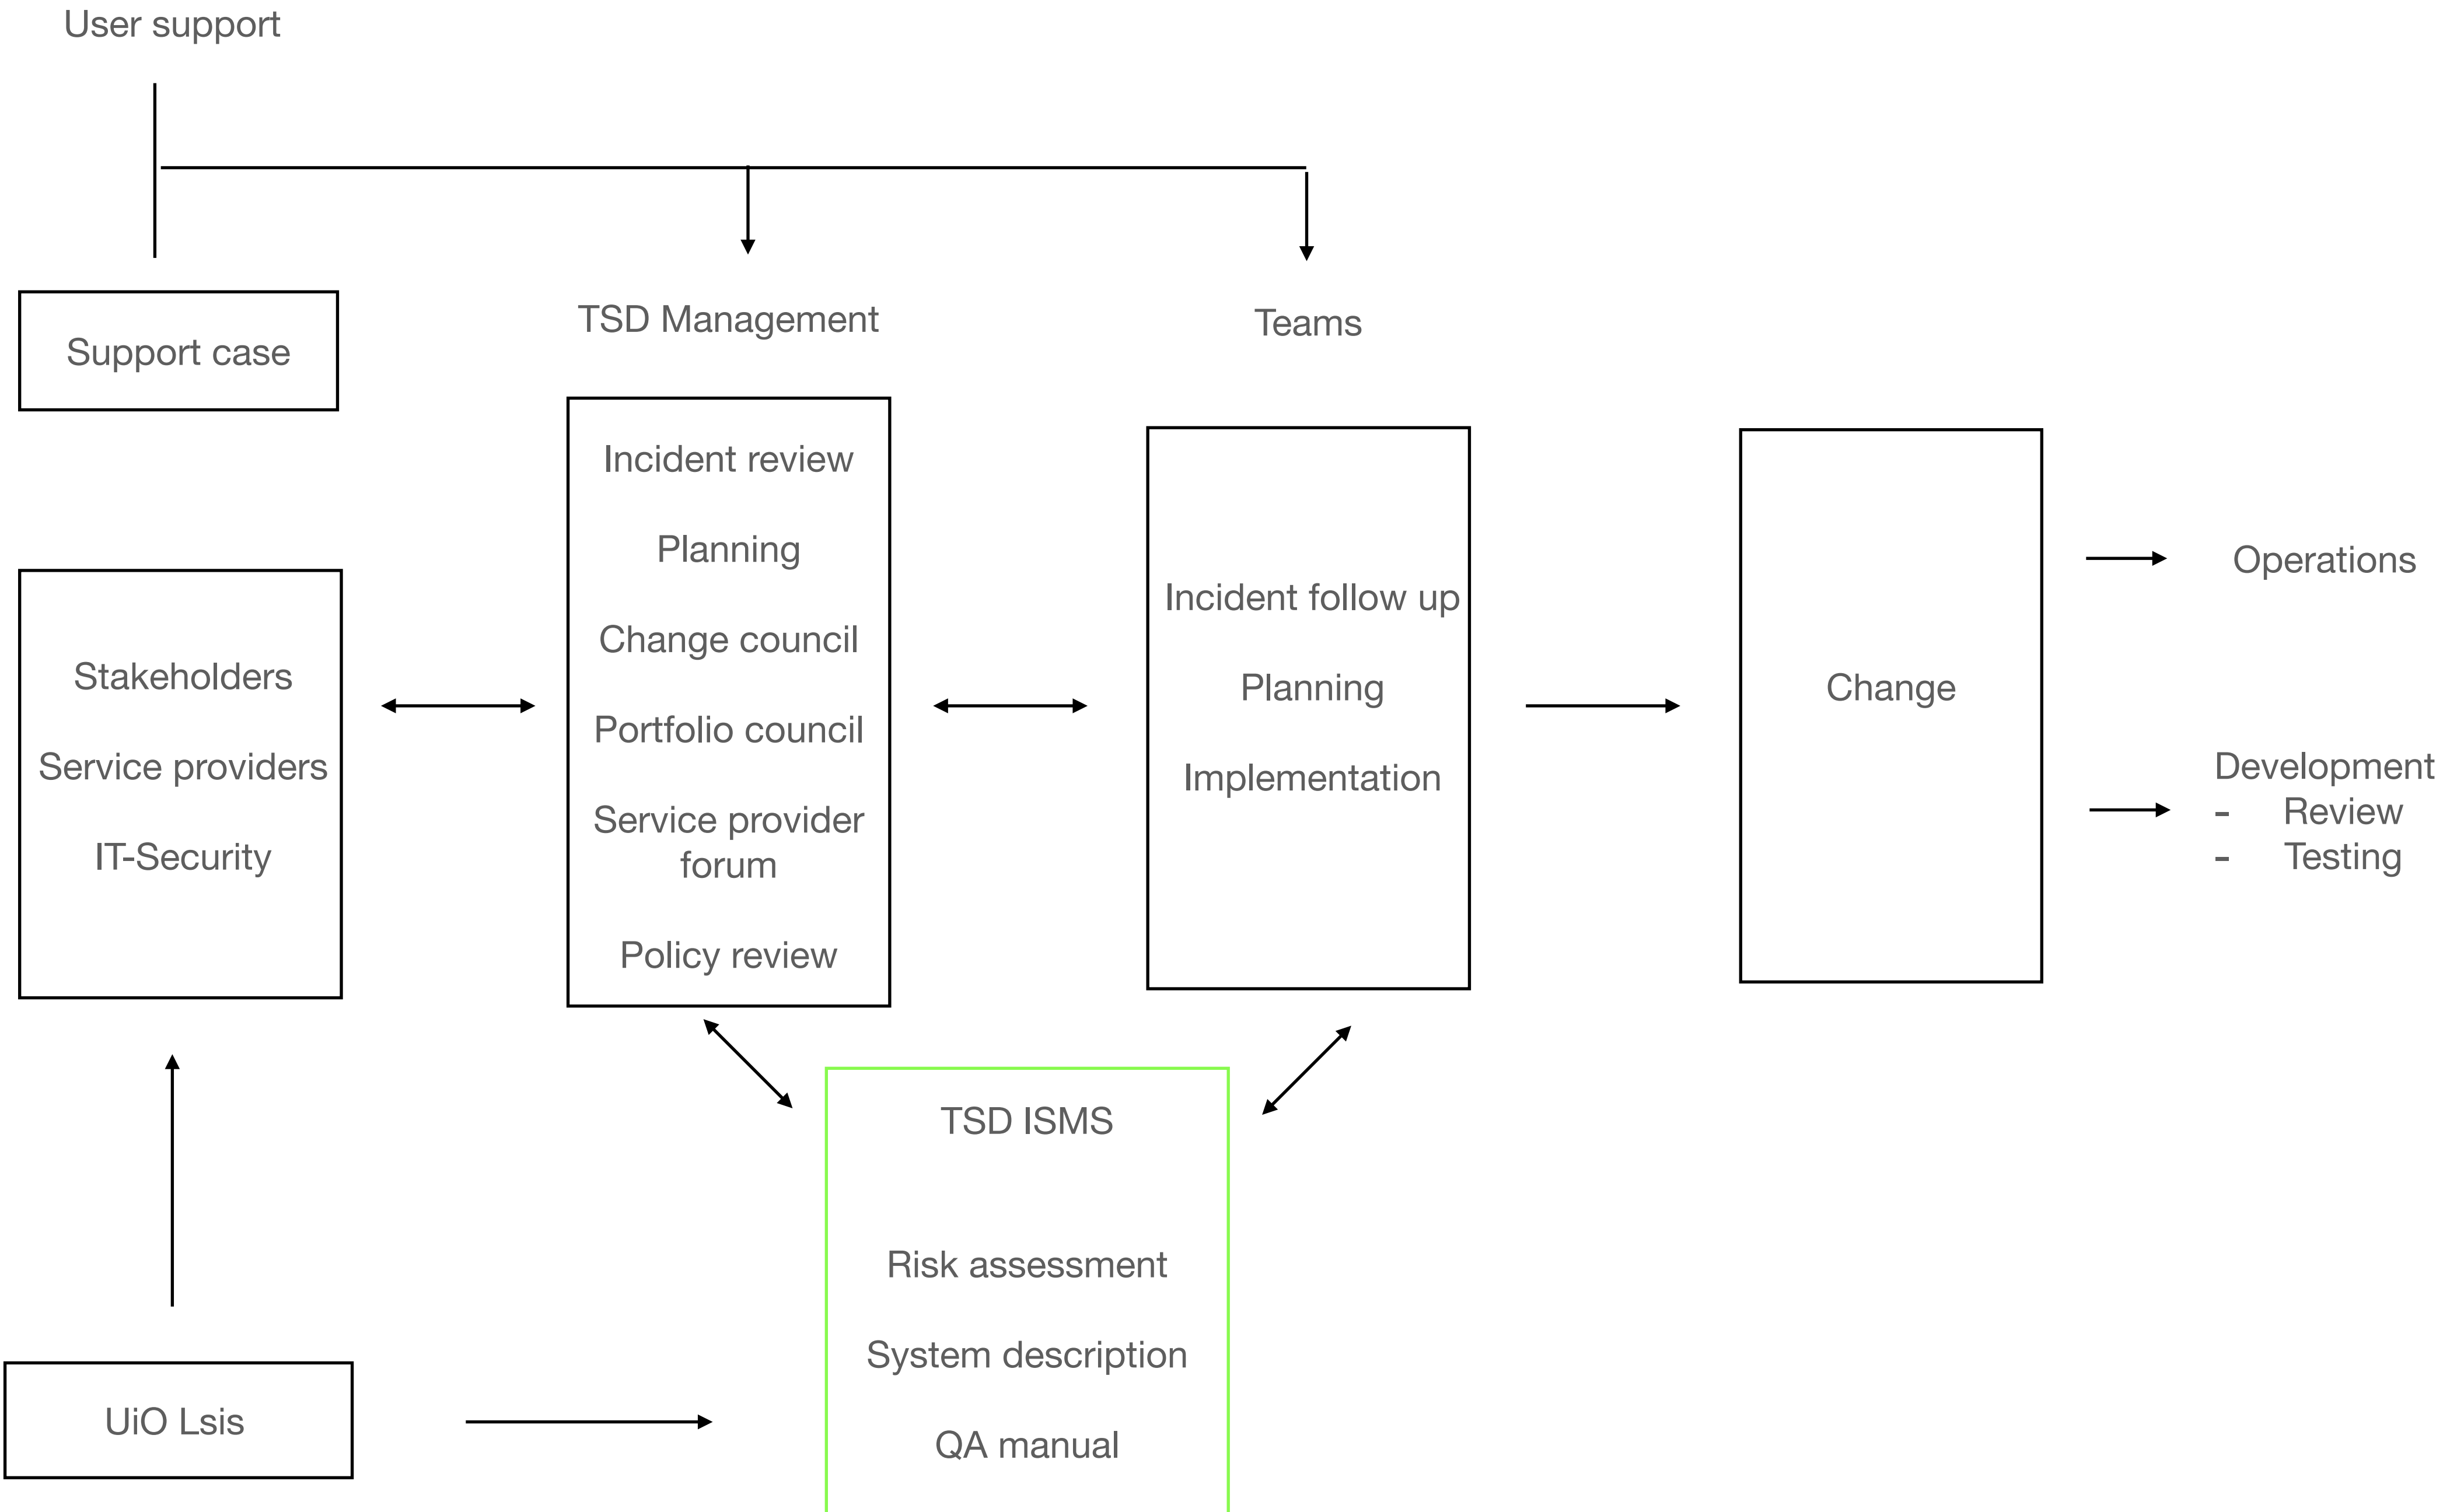 User support
Support case
Stakeholders
Service providers
IT-Security
UiO Lsis
TSD Management
Incident review
Planning
Change council
Portfolio council
Service provider
forum
Policy review
Teams
Incident follow up
Planning
Implementation
TSD ISMS
Risk assessment
System description
QA manual
Change
Operations
Development
- Review
- Testing